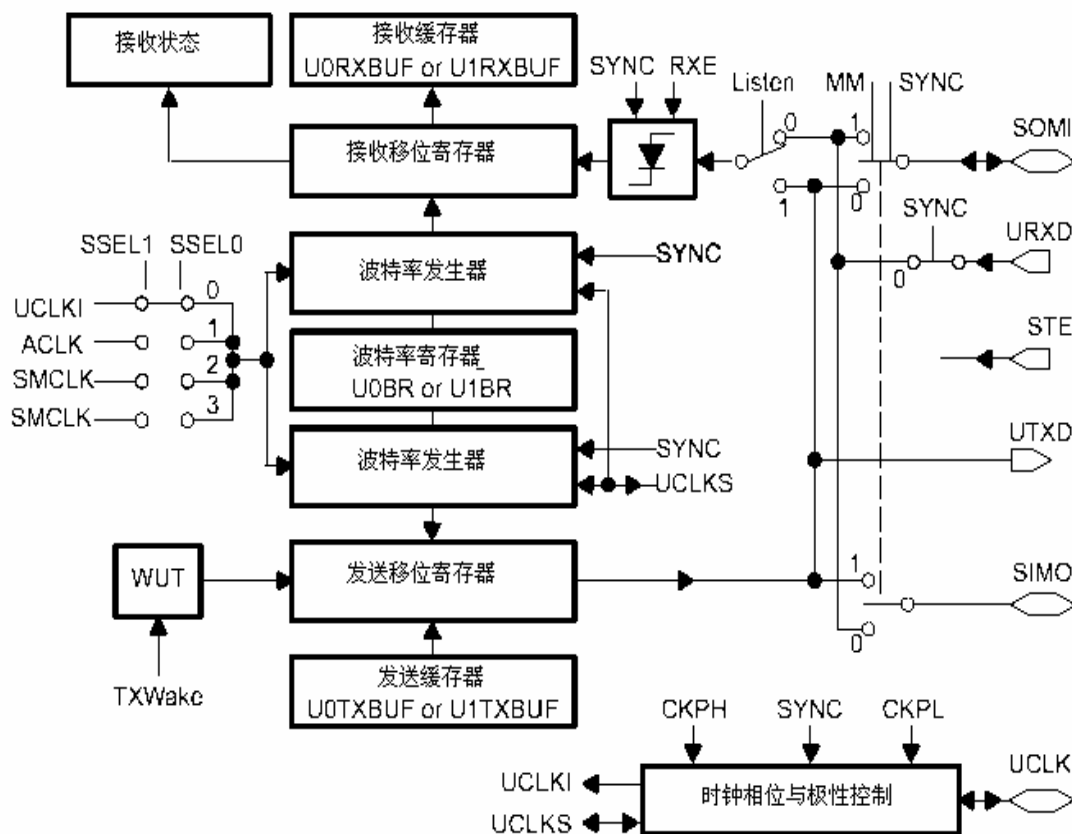 接收状态
接收缓存器
U0RXBUF or U1RXBUF
SYNC
RXE
Listen
MM
SYNC
0
1
SOMI
接收移位寄存器
1
0
SYNC
URXD
0
SSEL1
SSEL0
波特率发生器
SYNC
UCLKI
0
ACLK
1
SMCLK
2
SMCLK
3
波特率寄存器
U0BR or U1BR
STE
波特率发生器
SYNC
UCLKS
UTXD
WUT
发送移位寄存器
1
SIMO
0
TXWake
发送缓存器
U0TXBUF or U1TXBUF
CKPH
SYNC
CKPL
UCLKI
UCLKS
时钟相位与极性控制
UCLK